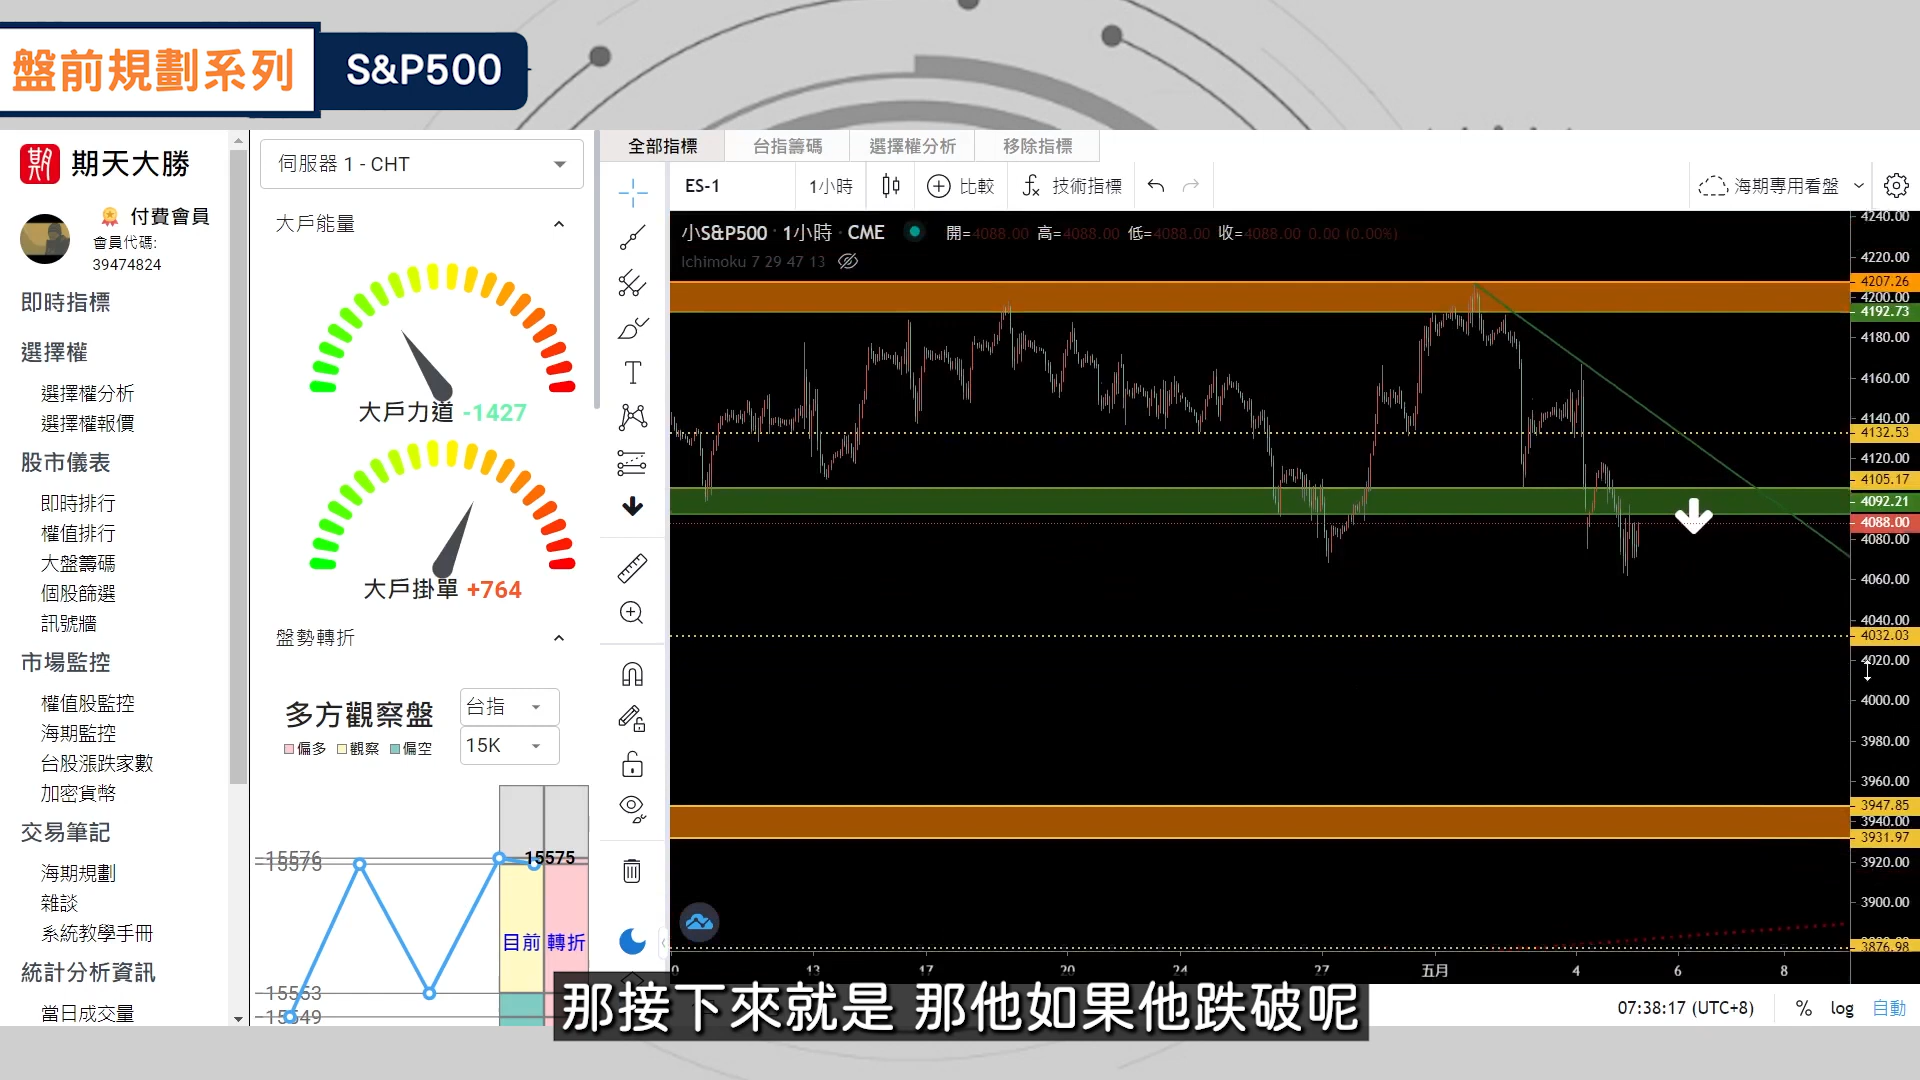 盤前規劃系列
S&P500
期
期天大勝
付費會員
會員代碼:
39474824
即時指標
選擇權
選擇權分析
選擇權報價
股市儀表
即時排行
權值排行
大盤籌碼
個股篩選
訊號牆
市場監控
權值股監控
海期監控
台股漲跌家數
加密貨幣
交易筆記
海期規劃
雜談
系統教學手冊
統計分析資訊
當日成交量
伺服器 1 - CHT
大戶能量
大戶力道 -1427
大戶掛單 +764
盤勢轉折
多方觀察盤
台指
15K
偏多 觀察 偏空
15576
15575
15575
目前 轉折
15563
15549
全部指標 台指籌碼 選擇權分析 移除指標
ES-1 1小時 比較 技術指標 海期專用看盤
小S&P500 · 1小時 · CME 開=4088.00 高=4088.00 低=4088.00 收=4088.00 0.00 (0.00%)
Ichimoku 7 29 47 13
4240.00
4220.00
4207.26
4200.00
4192.73
4180.00
4160.00
4140.00
4132.53
4120.00
4105.17
4092.21
4088.00
4080.00
4060.00
4040.00
4032.03
4020.00
4000.00
3980.00
3960.00
3947.85
3940.00
3931.97
3920.00
3900.00
3876.98
13 17 20 24 27 五月 4 6 8
07:38:17 (UTC+8) % log 自動
那接下來就是 那他如果他跌破呢